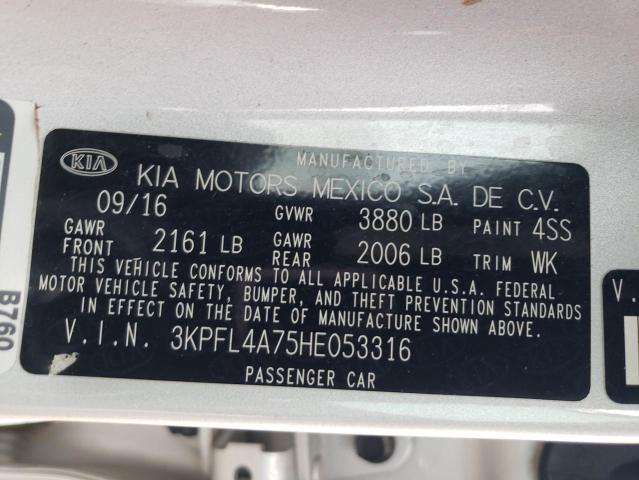 MANUFACTURED BY
KIA KIA MOTORS MEXICO S.A. DE C.V.
09/16 GVWR 3880 LB PAINT 4SS
GAWR FRONT 2161 LB GAWR REAR 2006 LB TRIM WK
THIS VEHICLE CONFORMS TO ALL APPLICABLE U.S.A. FEDERAL
MOTOR VEHICLE SAFETY, BUMPER, AND THEFT PREVENTION STANDARDS
IN EFFECT ON THE DATE OF MANUFACTURE SHOWN ABOVE.
V.I.N. 3KPFL4A75HE053316
PASSENGER CAR
B760
V.